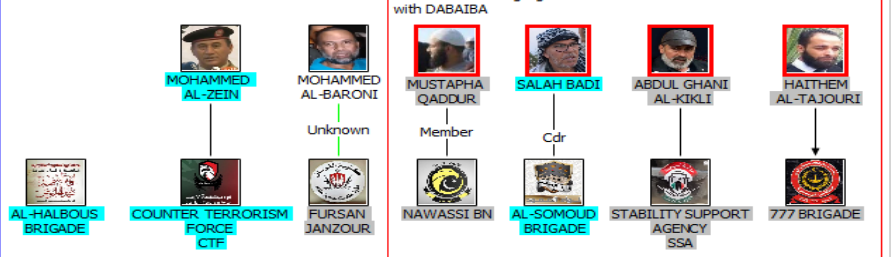 with DABAIBA
MOHAMMED
AL-ZEIN
MOHAMMED
AL-BARONI
MUSTAPHA
QADDUR
SALAH BADI
ABDUL GHANI
AL-KIKLI
HAITHEM
AL-TAJOURI
Unknown
Member
Cdr
AL-HALBOUS
BRIGADE
COUNTER TERRORISM
FORCE
CTF
FURSAN
JANZOUR
NAWASSI BN
AL-SOMOUD
BRIGADE
STABILITY SUPPORT
AGENCY
SSA
777 BRIGADE